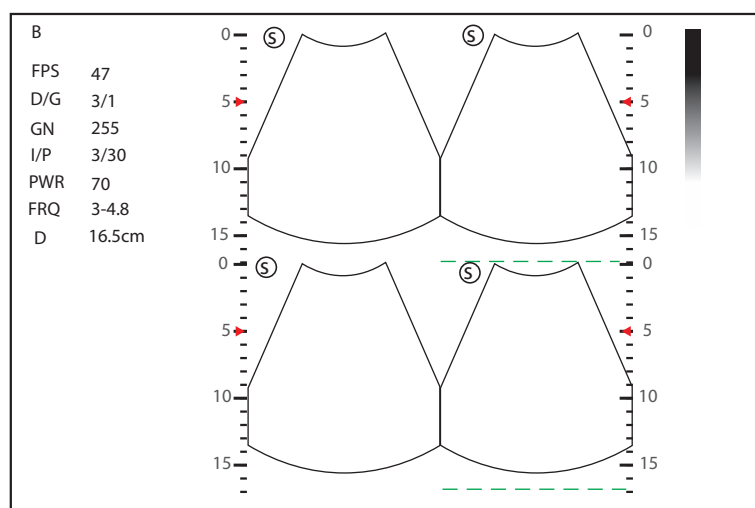 B
FPS 47
D/G 3/1
GN 255
I/P 3/30
PWR 70
FRQ 3-4.8
D 16.5cm
0 S S 0
5 5
10 10
15 15
0 S S 0
5 5
10 10
15 15